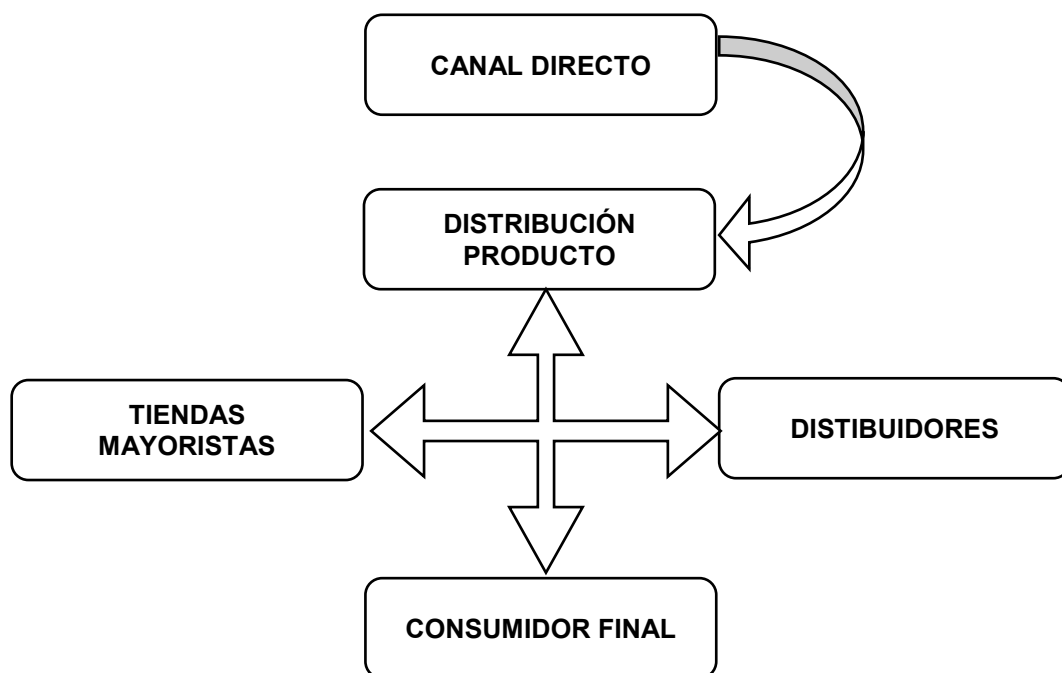 CANAL DIRECTO
DISTRIBUCIÓN
PRODUCTO
TIENDAS
MAYORISTAS
DISTIBUIDORES
CONSUMIDOR FINAL